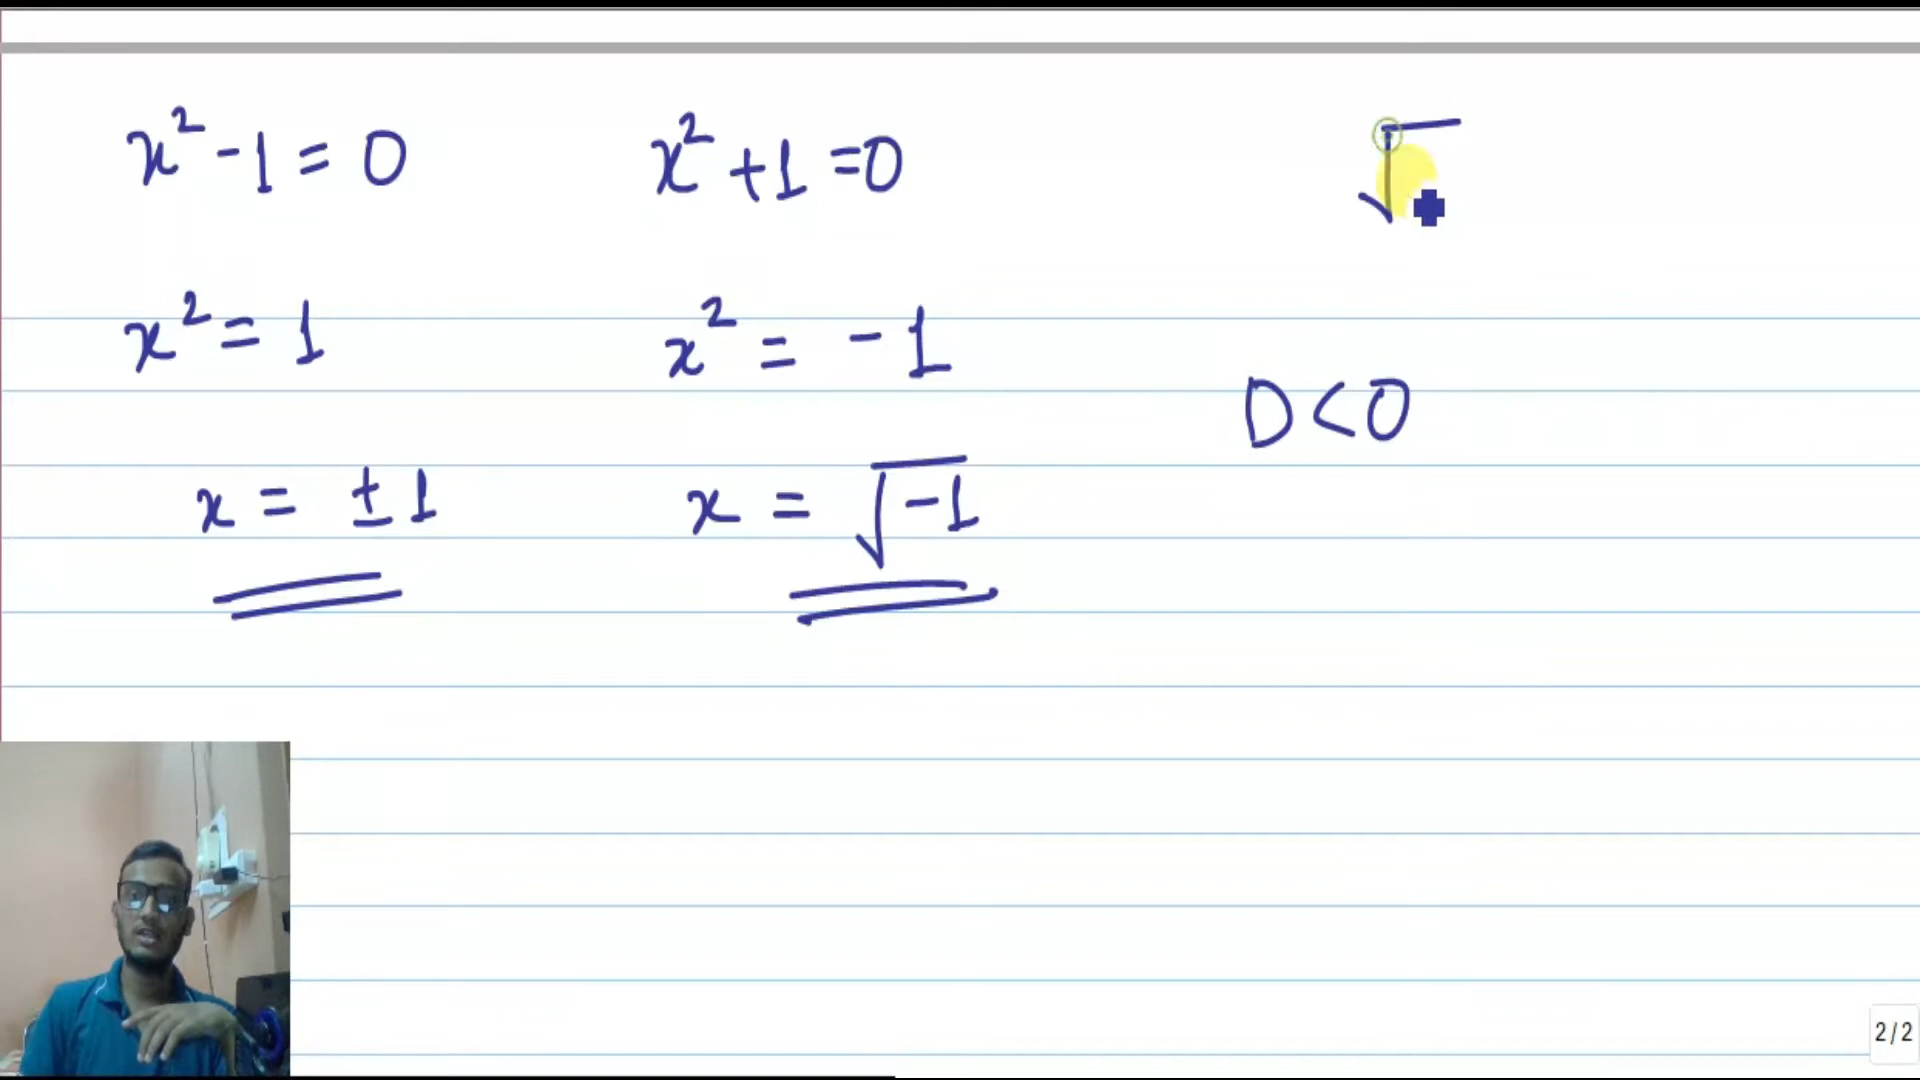 x² - 1 = 0
x² = 1
x = ± 1
x² + 1 = 0
x² = - 1
x = √-1
√
D < 0
2/2